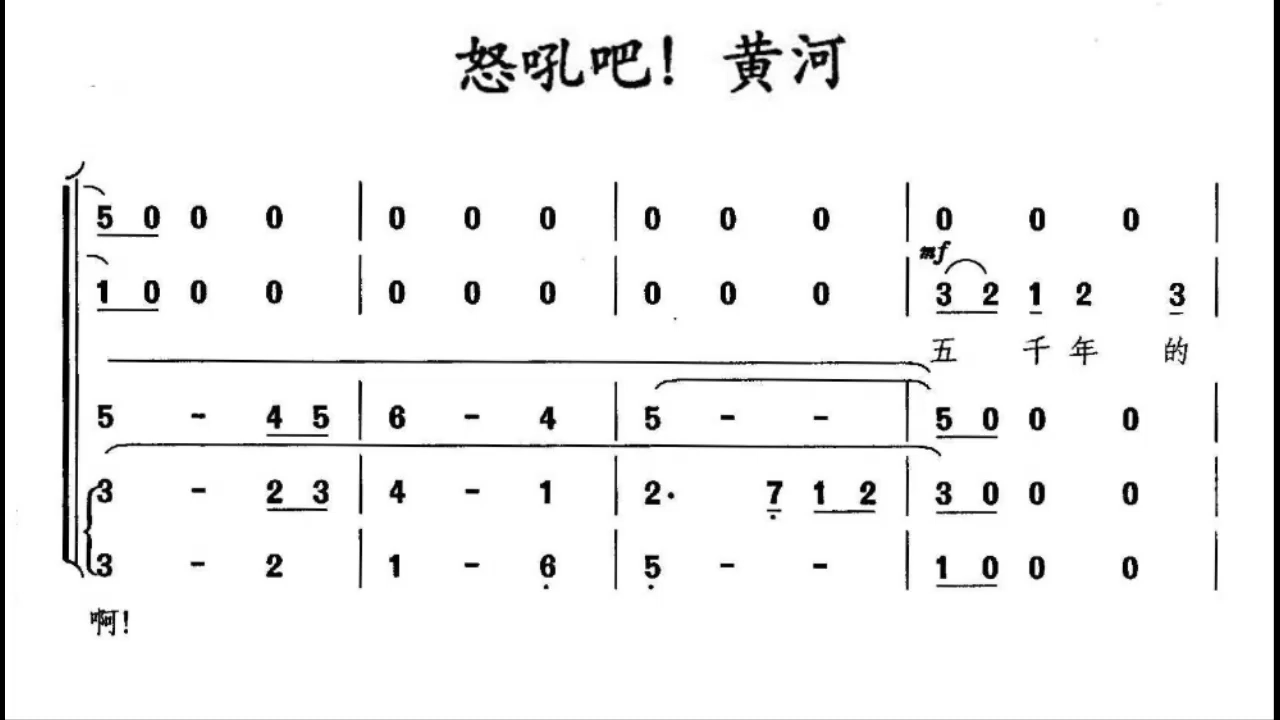 怒吼吧！黄河
5 0 0 0 | 0 0 0 | 0 0 0 | 0 0 0 |
mf
1 0 0 0 | 0 0 0 | 0 0 0 | 3 2 1 2 3 |
五 千 年 的
5 - 4 5 | 6 - 4 | 5 - - | 5 0 0 0 |
3 - 2 3 | 4 - 1 | 2. 7 1 2 | 3 0 0 0 |
3 - 2 | 1 - 6 | 5 - - | 1 0 0 0 |
啊！